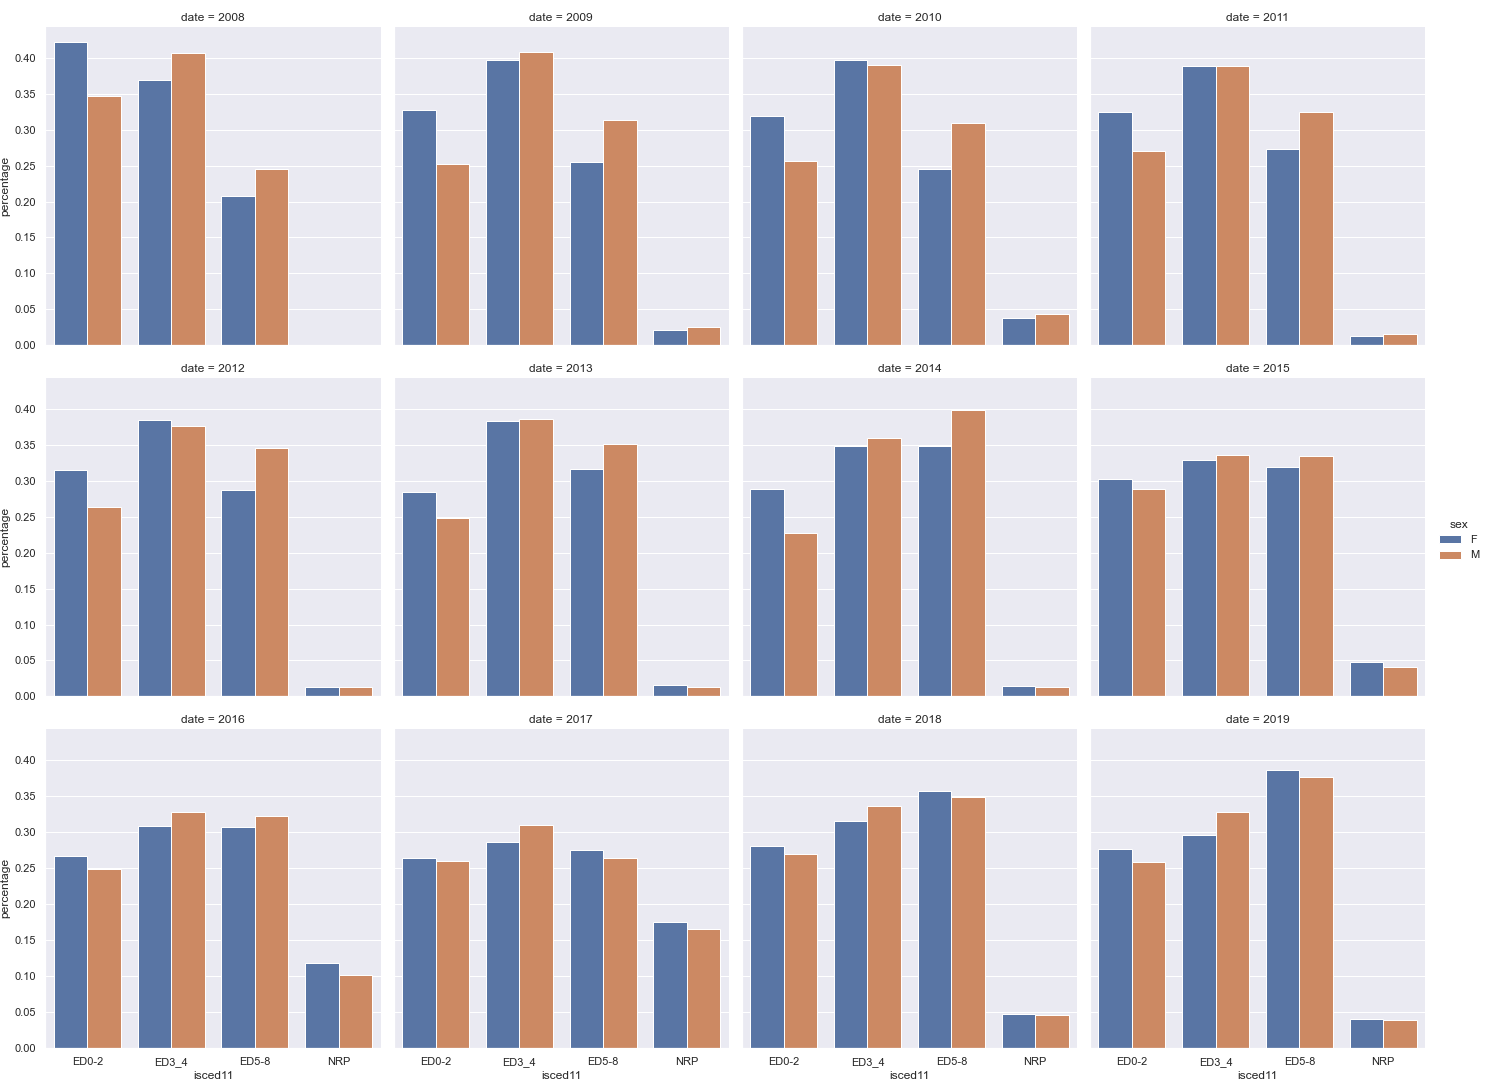 date = 2008
date = 2009
date = 2010
date = 2011
0.40
0.35
0.30
0.25
0.20
0.15
0.10
0.05
0.00
percentage
date = 2012
date = 2013
date = 2014
date = 2015
0.40
0.35
0.30
0.25
0.20
0.15
0.10
0.05
0.00
percentage
sex
F
M
date = 2016
date = 2017
date = 2018
date = 2019
0.40
0.35
0.30
0.25
0.20
0.15
0.10
0.05
0.00
percentage
ED0-2 ED3_4 ED5-8 NRP
isced11
ED0-2 ED3_4 ED5-8 NRP
isced11
ED0-2 ED3_4 ED5-8 NRP
isced11
ED0-2 ED3_4 ED5-8 NRP
isced11